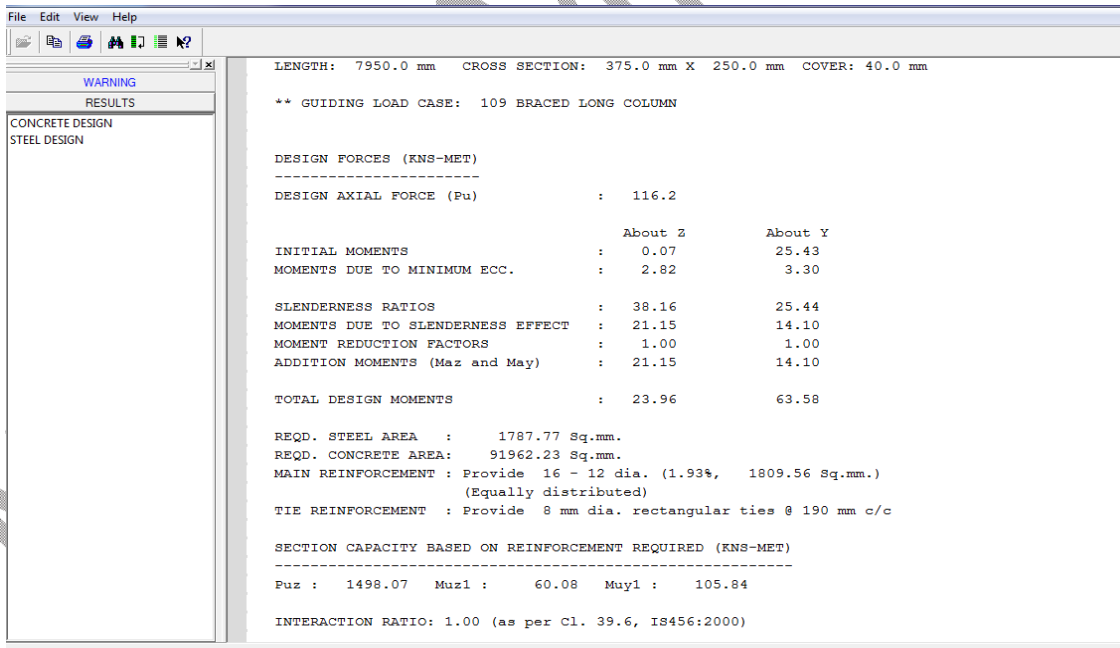 File Edit View Help
WARNING
RESULTS
CONCRETE DESIGN
STEEL DESIGN
LENGTH: 7950.0 mm CROSS SECTION: 375.0 mm X 250.0 mm COVER: 40.0 mm
** GUIDING LOAD CASE: 109 BRACED LONG COLUMN
DESIGN FORCES (KNS-MET)
-----------------------
DESIGN AXIAL FORCE (Pu) : 116.2
About Z About Y
INITIAL MOMENTS : 0.07 25.43
MOMENTS DUE TO MINIMUM ECC. : 2.82 3.30
SLENDERNESS RATIOS : 38.16 25.44
MOMENTS DUE TO SLENDERNESS EFFECT : 21.15 14.10
MOMENT REDUCTION FACTORS : 1.00 1.00
ADDITION MOMENTS (Maz and May) : 21.15 14.10
TOTAL DESIGN MOMENTS : 23.96 63.58
REQD. STEEL AREA : 1787.77 Sq.mm.
REQD. CONCRETE AREA: 91962.23 Sq.mm.
MAIN REINFORCEMENT : Provide 16 - 12 dia. (1.93%, 1809.56 Sq.mm.)
(Equally distributed)
TIE REINFORCEMENT : Provide 8 mm dia. rectangular ties @ 190 mm c/c
SECTION CAPACITY BASED ON REINFORCEMENT REQUIRED (KNS-MET)
----------------------------------------------------------
Puz : 1498.07 Muz1 : 60.08 Muy1 : 105.84
INTERACTION RATIO: 1.00 (as per Cl. 39.6, IS456:2000)